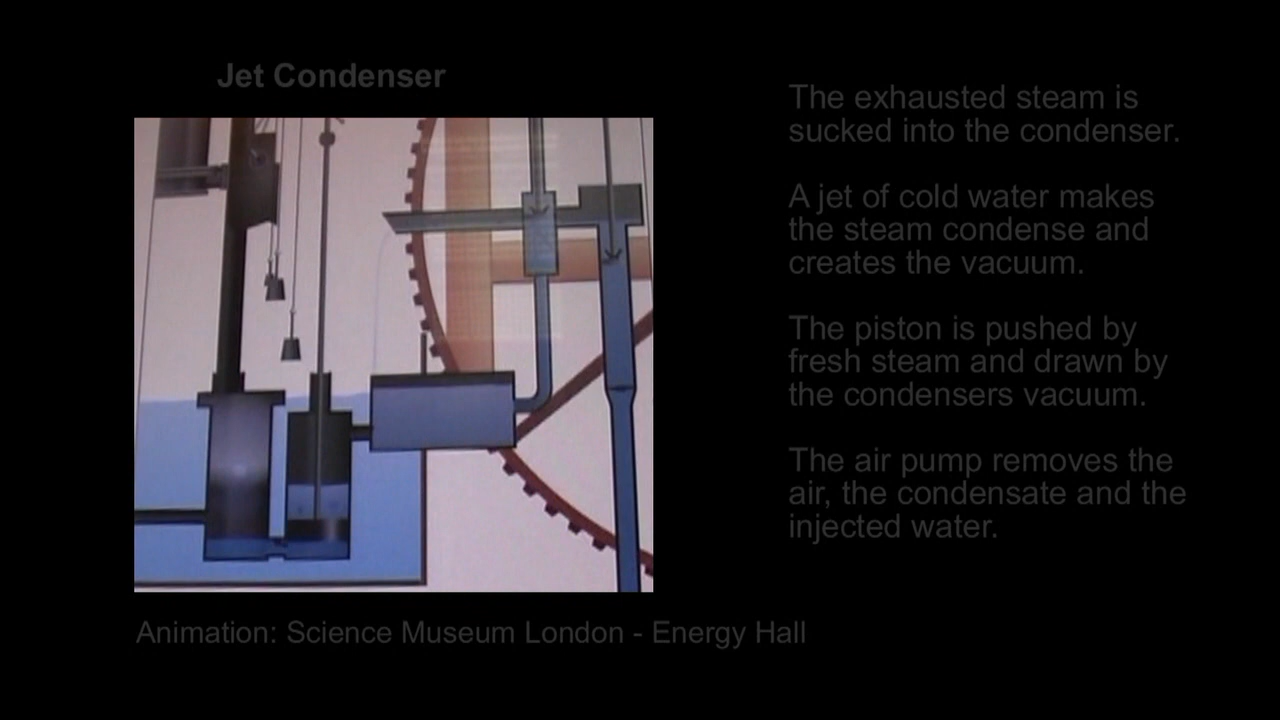 Jet Condenser
The exhausted steam is
sucked into the condenser.
A jet of cold water makes
the steam condense and
creates the vacuum.
The piston is pushed by
fresh steam and drawn by
the condensers vacuum.
The air pump removes the
air, the condensate and the
injected water.
Animation: Science Museum London - Energy Hall